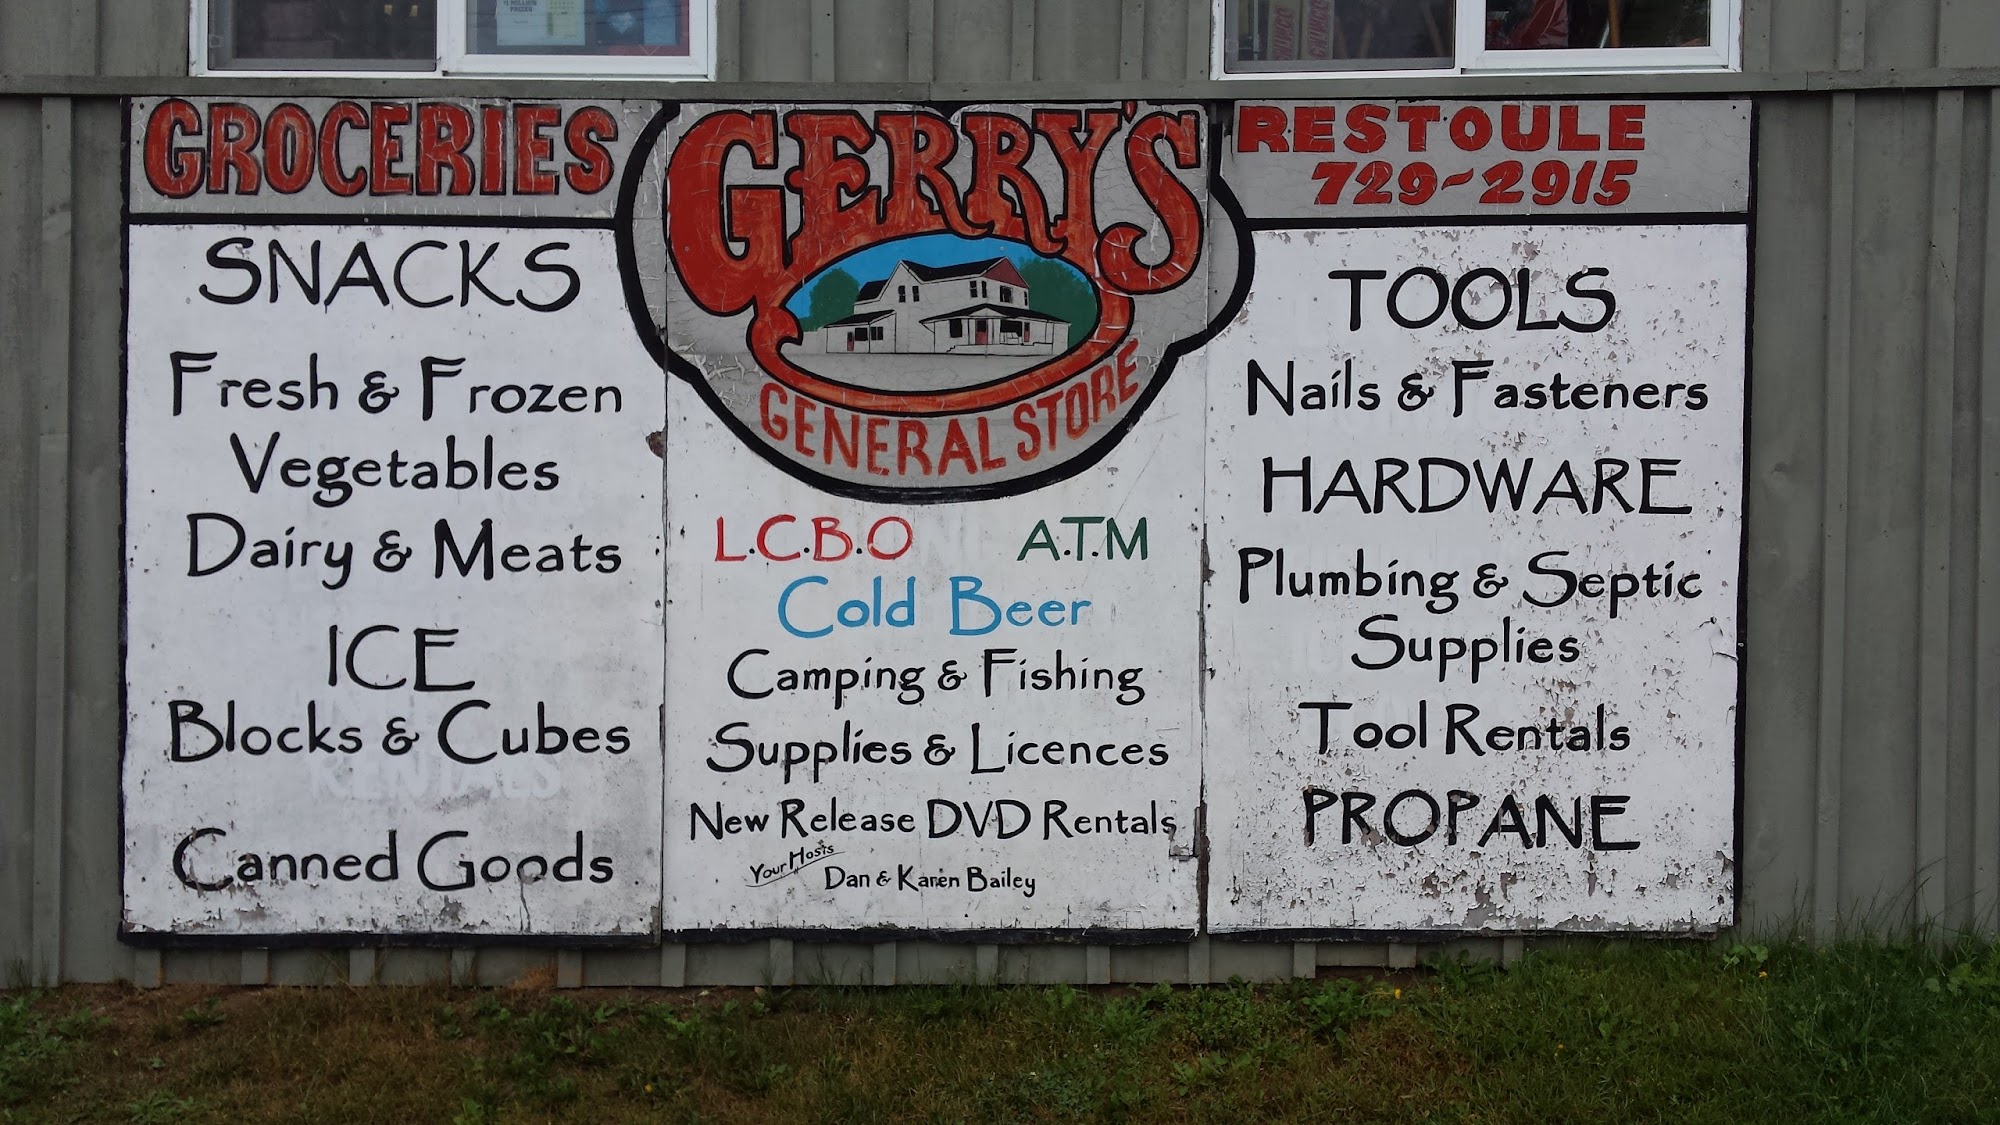 GROCERIES
SNACKS
Fresh & Frozen
Vegetables
Dairy & Meats
ICE
Blocks & Cubes
RENTALS
Canned Goods
GERRY'S
GENERAL STORE
L.C.B.O A.T.M
Cold Beer
Camping & Fishing
Supplies & Licences
New Release DVD Rentals
Your Hosts
Dan & Karen Bailey
RESTOULE
729-2915
TOOLS
Nails & Fasteners
HARDWARE
Plumbing & Septic
Supplies
Tool Rentals
PROPANE